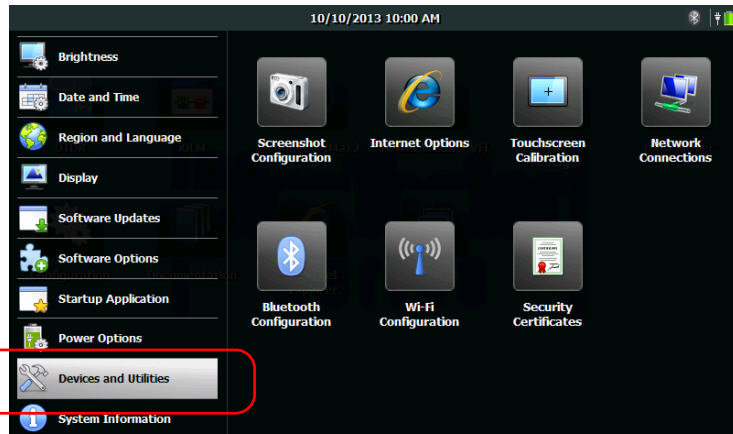 10/10/2013 10:00 AM
Brightness
Date and Time
Region and Language
Display
Software Updates
Software Options
Startup Application
Power Options
Devices and Utilities
System Information
Screenshot
Configuration
Internet Options
Touchscreen
Calibration
Network
Connections
Bluetooth
Configuration
Wi-Fi
Configuration
Security
Certificates